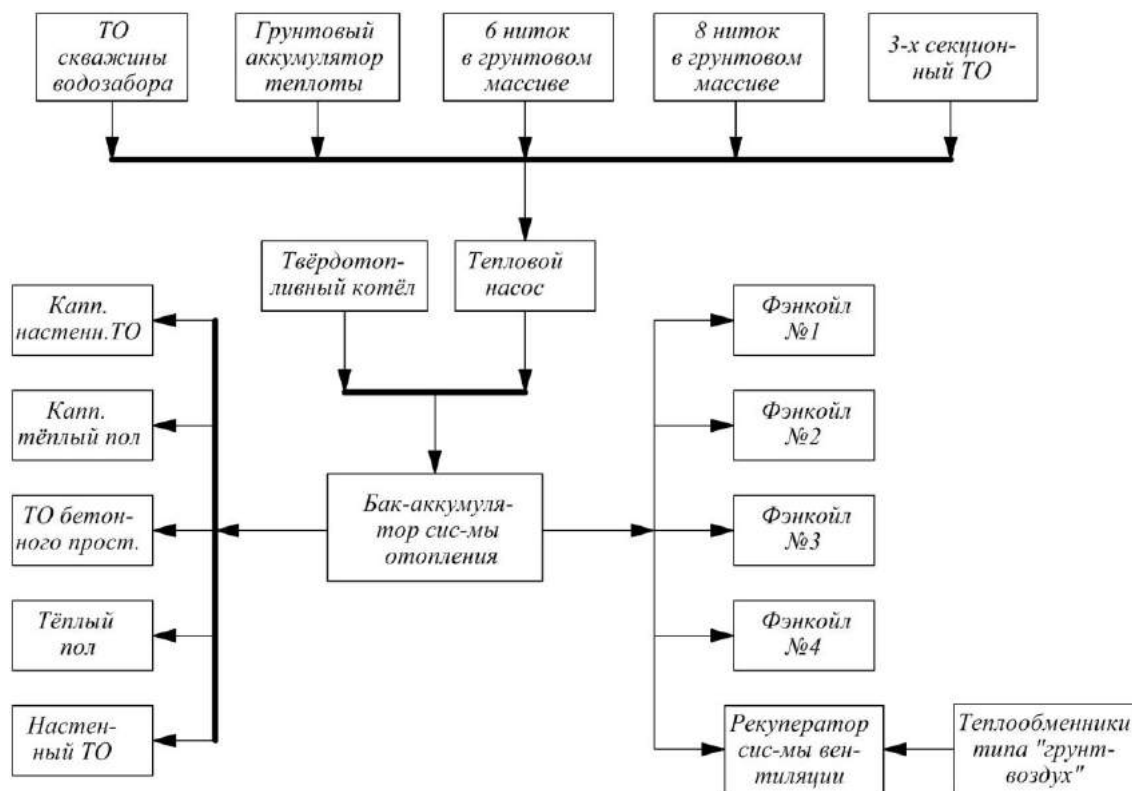 ТО
скважины
водозабора
Грунтовый
аккумулятор
теплоты
6 ниток
в грунтовом
массиве
8 ниток
в грунтовом
массиве
3-х секцион-
ный ТО
Твёрдотоп-
ливный котёл
Тепловой
насос
Капп.
настенн.ТО
Капп.
тёплый пол
ТО бетон-
ного прост.
Тёплый
пол
Настен-
ный ТО
Бак-аккумуля-
тор сис-мы
отопления
Фэнкойл
№1
Фэнкойл
№2
Фэнкойл
№3
Фэнкойл
№4
Рекуператор
сис-мы вен-
тиляции
Теплообменники
типа "грунт-
воздух"